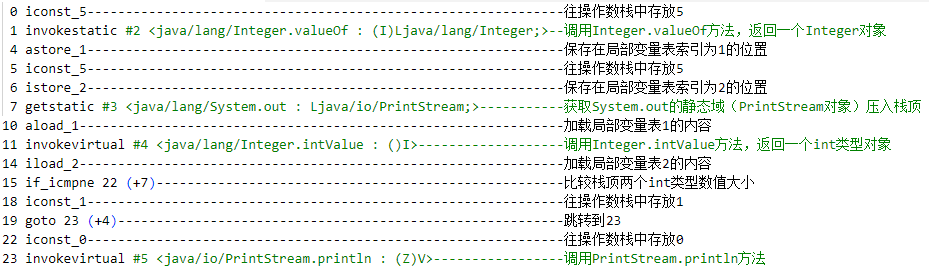 0 iconst_5--------------------------------------------------往操作数栈中存放5
1 invokestatic #2 <java/lang/Integer.valueOf : (I)Ljava/lang/Integer;>--调用Integer.valueOf方法，返回一个Integer对象
4 astore_1--------------------------------------------------保存在局部变量表索引为1的位置
5 iconst_5--------------------------------------------------往操作数栈中存放5
6 istore_2--------------------------------------------------保存在局部变量表索引为2的位置
7 getstatic #3 <java/lang/System.out : Ljava/io/PrintStream;>-----------获取System.out的静态域（PrintStream对象）压入栈顶
10 aload_1--------------------------------------------------加载局部变量表1的内容
11 invokevirtual #4 <java/lang/Integer.intValue : ()I>------------------调用Integer.intValue方法，返回一个int类型对象
14 iload_2--------------------------------------------------加载局部变量表2的内容
15 if_icmpne 22 (+7)----------------------------------------比较栈顶两个int类型数值大小
18 iconst_1-------------------------------------------------往操作数栈中存放1
19 goto 23 (+4)---------------------------------------------跳转到23
22 iconst_0-------------------------------------------------往操作数栈中存放0
23 invokevirtual #5 <java/io/PrintStream.println : (Z)V>-----------------调用PrintStream.println方法